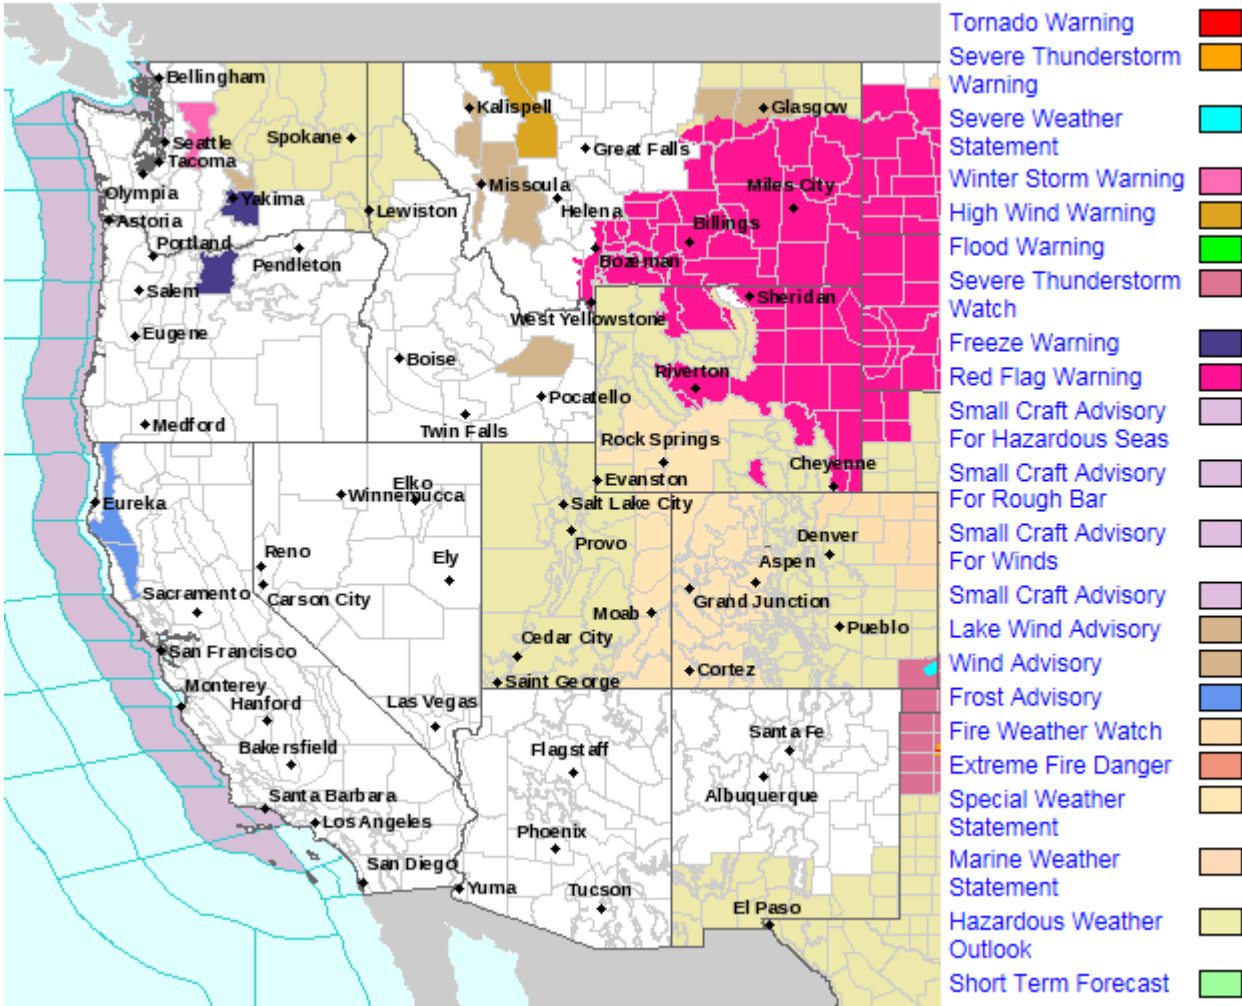 Bellingham
Seattle
Tacoma
Olympia
Spokane
Yakima
Astoria
Portland
Pendleton
Lewiston
Salem
Eugene
Medford
Kalispell
Great Falls
Glasgow
Missoula
Helena
Miles City
Billings
Bozeman
West Yellowstone
Sheridan
Boise
Pocatello
Twin Falls
Riverton
Rock Springs
Cheyenne
Evanston
Eureka
Elko
Winnemucca
Salt Lake City
Provo
Reno
Ely
Carson City
Sacramento
San Francisco
Denver
Aspen
Grand Junction
Moab
Pueblo
Cedar City
Cortez
Saint George
Monterey
Hanford
Las Vegas
Bakersfield
Flagstaff
Santa Fe
Albuquerque
Santa Barbara
Los Angeles
Phoenix
San Diego
Yuma
Tucson
El Paso
Tornado Warning
Severe Thunderstorm
Warning
Severe Weather
Statement
Winter Storm Warning
High Wind Warning
Flood Warning
Severe Thunderstorm
Watch
Freeze Warning
Red Flag Warning
Small Craft Advisory
For Hazardous Seas
Small Craft Advisory
For Rough Bar
Small Craft Advisory
For Winds
Small Craft Advisory
Lake Wind Advisory
Wind Advisory
Frost Advisory
Fire Weather Watch
Extreme Fire Danger
Special Weather
Statement
Marine Weather
Statement
Hazardous Weather
Outlook
Short Term Forecast